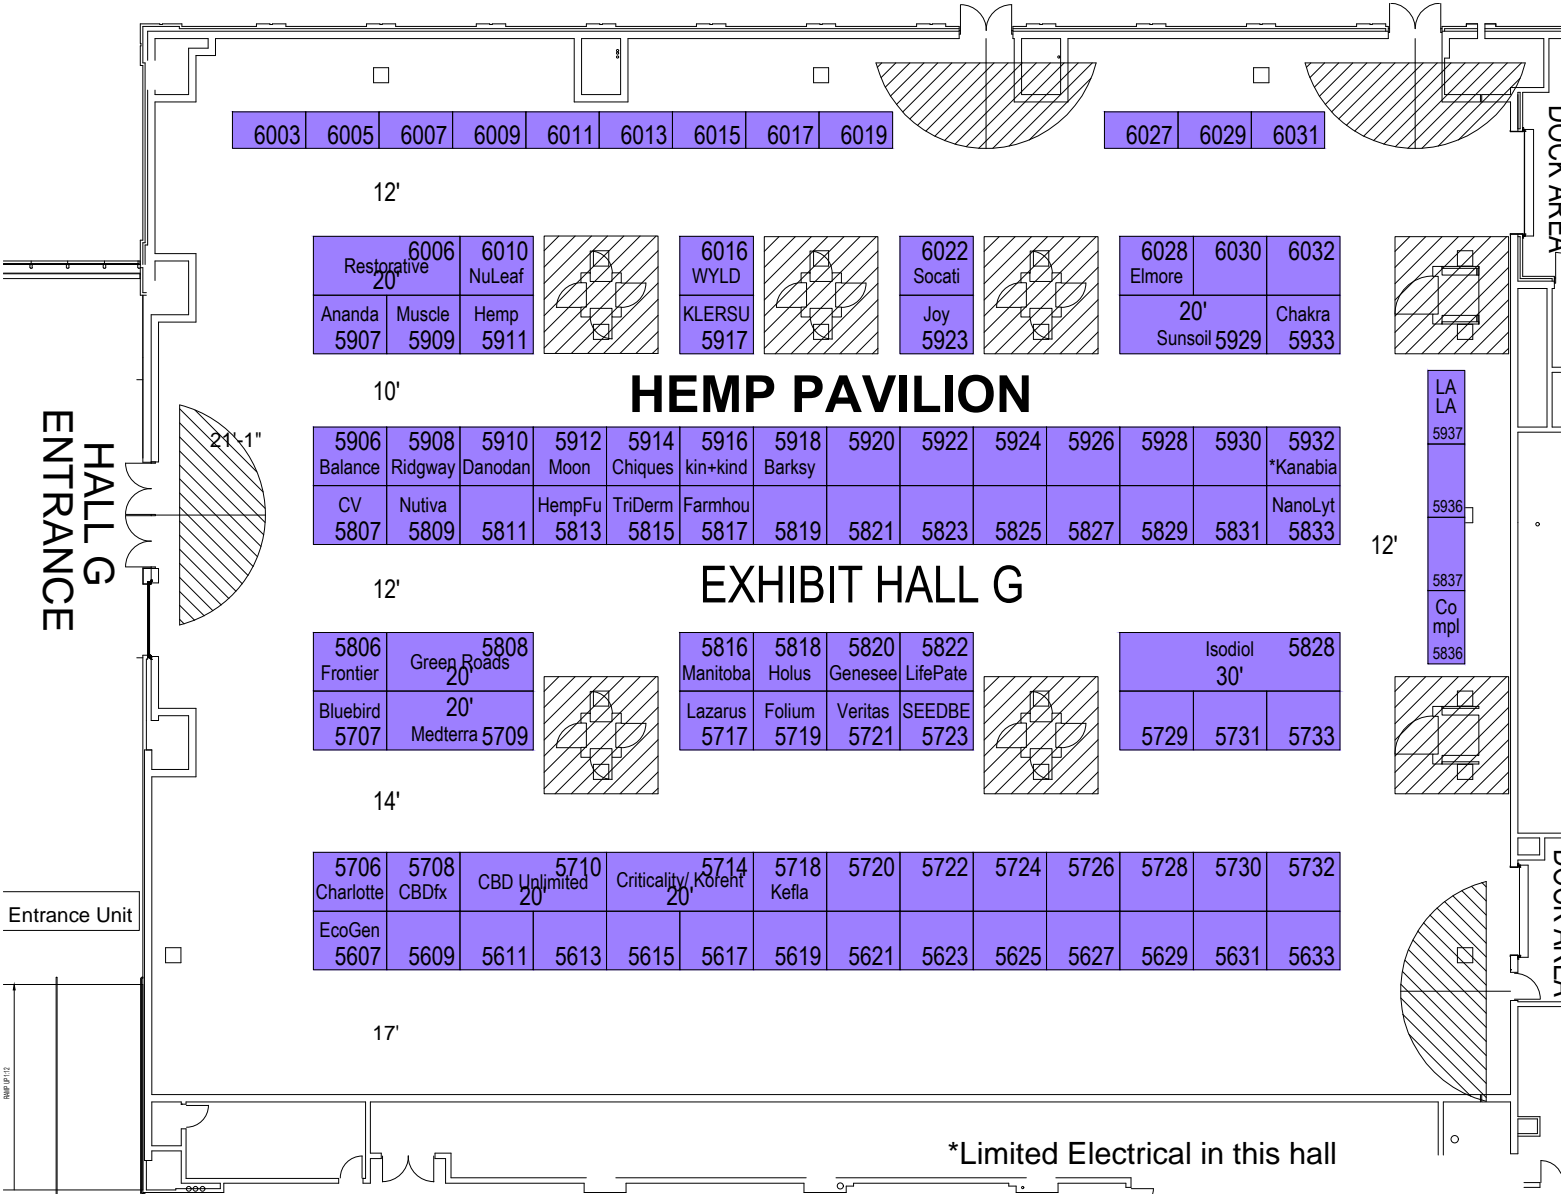 6003 6005 6007 6009 6011 6013 6015 6017 6019 6027 6029 6031
DOCK AREA
12'
6006 6010 6016 6022 6028 6030 6032
Restorative NuLeaf WYLD Socati Elmore
20'
Ananda Muscle Hemp KLERSU Joy 20' Chakra
5907 5909 5911 5917 5923 Sunsoil 5929 5933
10'
HEMP PAVILION
LA
LA
5937
21'-1"
HALL G
ENTRANCE
5906 5908 5910 5912 5914 5916 5918 5920 5922 5924 5926 5928 5930 5932
Balance Ridgway Danodan Moon Chiques kin+kind Barksy *Kanabia
CV Nutiva HempFu TriDerm Farmhou NanoLyt
5807 5809 5811 5813 5815 5817 5819 5821 5823 5825 5827 5829 5831 5833
5936
12'
12'
EXHIBIT HALL G
5837
Co
mpl
5836
5806 5808 5816 5818 5820 5822 Isodiol 5828
Frontier Green Roads Manitoba Holus Genesee LifePate 30'
20'
Bluebird 20' Lazarus Folium Veritas SEEDBE
5707 Medterra 5709 5717 5719 5721 5723 5729 5731 5733
14'
5706 5708 5710 5714 5718 5720 5722 5724 5726 5728 5730 5732
Charlotte CBDfx CBD Unlimited Criticality/ Korent Kefla
20' 20'
EcoGen
5607 5609 5611 5613 5615 5617 5619 5621 5623 5625 5627 5629 5631 5633
DOCK AREA
Entrance Unit
17'
RAMP UP 1:12
*Limited Electrical in this hall